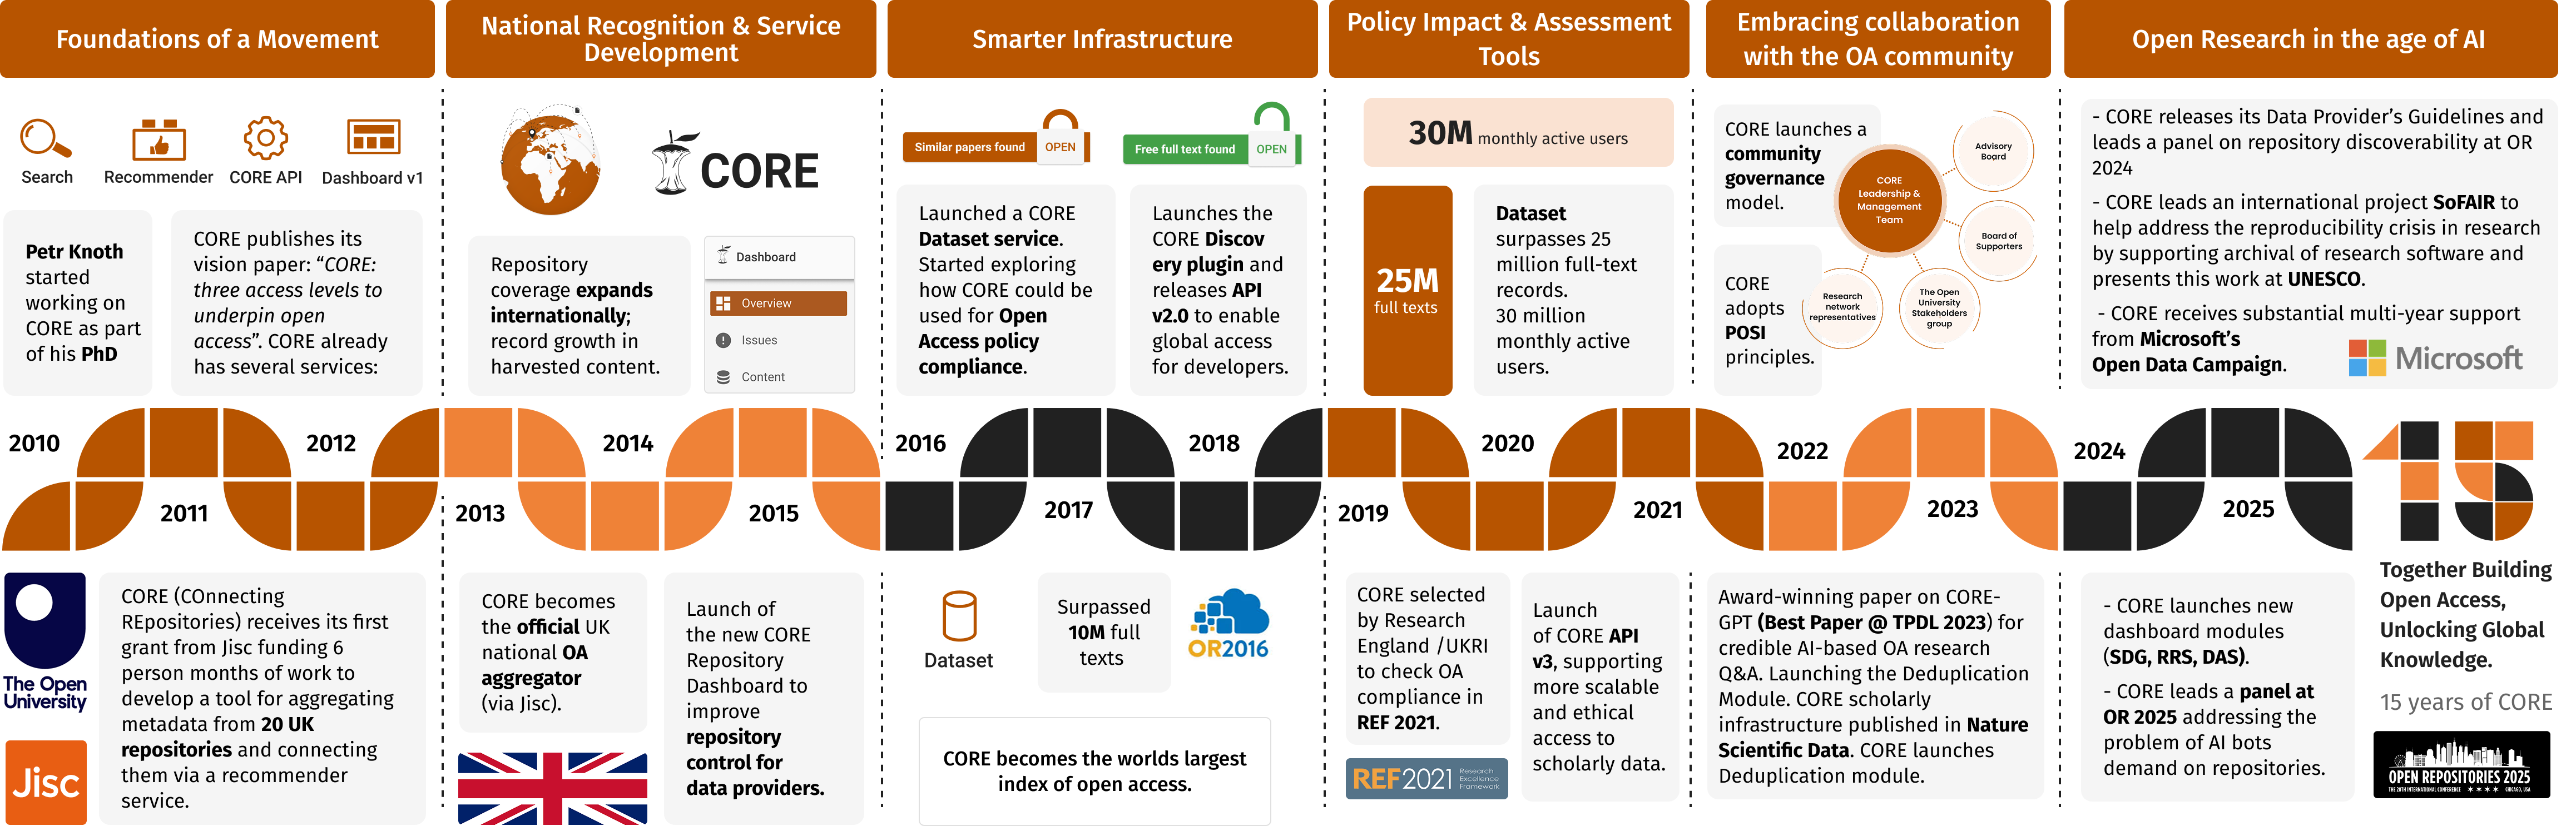 Foundations of a Movement
Search
Recommender
CORE API
Dashboard v1
Petr Knoth
started
working on
CORE as part
of his PhD
CORE publishes its
vision paper: “CORE:
three access levels to
underpin open
access”. CORE already
has several services:
2010
2011
2012
The Open
University
Jisc
CORE (COnnecting
REpositories) receives its first
grant from Jisc funding 6
person months of work to
develop a tool for aggregating
metadata from 20 UK
repositories and connecting
them via a recommender
service.
National Recognition & Service
Development
CORE
Repository
coverage expands
internationally;
record growth in
harvested content.
Dashboard
Overview
Issues
Content
2013
2014
2015
CORE becomes
the official UK
national OA
aggregator
(via Jisc).
Launch of
the new CORE
Repository
Dashboard to
improve
repository
control for
data providers.
Smarter Infrastructure
Similar papers found OPEN
Free full text found OPEN
Launched a CORE
Dataset service.
Started exploring
how CORE could be
used for Open
Access policy
compliance.
Launches the
CORE Discov
ery plugin and
releases API
v2.0 to enable
global access
for developers.
2016
2017
2018
Dataset
Surpassed
10M full
texts
OR2016
CORE becomes the worlds largest
index of open access.
Policy Impact & Assessment
Tools
30M monthly active users
25M
full texts
Dataset
surpasses 25
million full-text
records.
30 million
monthly active
users.
2019
2020
2021
CORE selected
by Research
England /UKRI
to check OA
compliance in
REF 2021.
REF2021 Research
Excellence
Framework
Launch
of CORE API
v3, supporting
more scalable
and ethical
access to
scholarly data.
Embracing collaboration
with the OA community
CORE launches a
community
governance
model.
CORE
adopts
POSI
principles.
CORE
Leadership &
Management
Team
Advisory
Board
Board of
Supporters
The Open
University
Stakeholders
group
Research
network
representatives
2022
2023
Award-winning paper on CORE-
GPT (Best Paper @ TPDL 2023) for
credible AI-based OA research
Q&A. Launching the Deduplication
Module. CORE scholarly
infrastructure published in Nature
Scientific Data. CORE launches
Deduplication module.
Open Research in the age of AI
- CORE releases its Data Provider’s Guidelines and
leads a panel on repository discoverability at OR
2024
- CORE leads an international project SoFAIR to
help address the reproducibility crisis in research
by supporting archival of research software and
presents this work at UNESCO.
- CORE receives substantial multi-year support
from Microsoft’s
Open Data Campaign.
Microsoft
2024
2025
15
- CORE launches new
dashboard modules
(SDG, RRS, DAS).
- CORE leads a panel at
OR 2025 addressing the
problem of AI bots
demand on repositories.
Together Building
Open Access,
Unlocking Global
Knowledge.
15 years of CORE
OPEN REPOSITORIES 2025
THE 20TH INTERNATIONAL CONFERENCE ★★★★ CHICAGO, USA